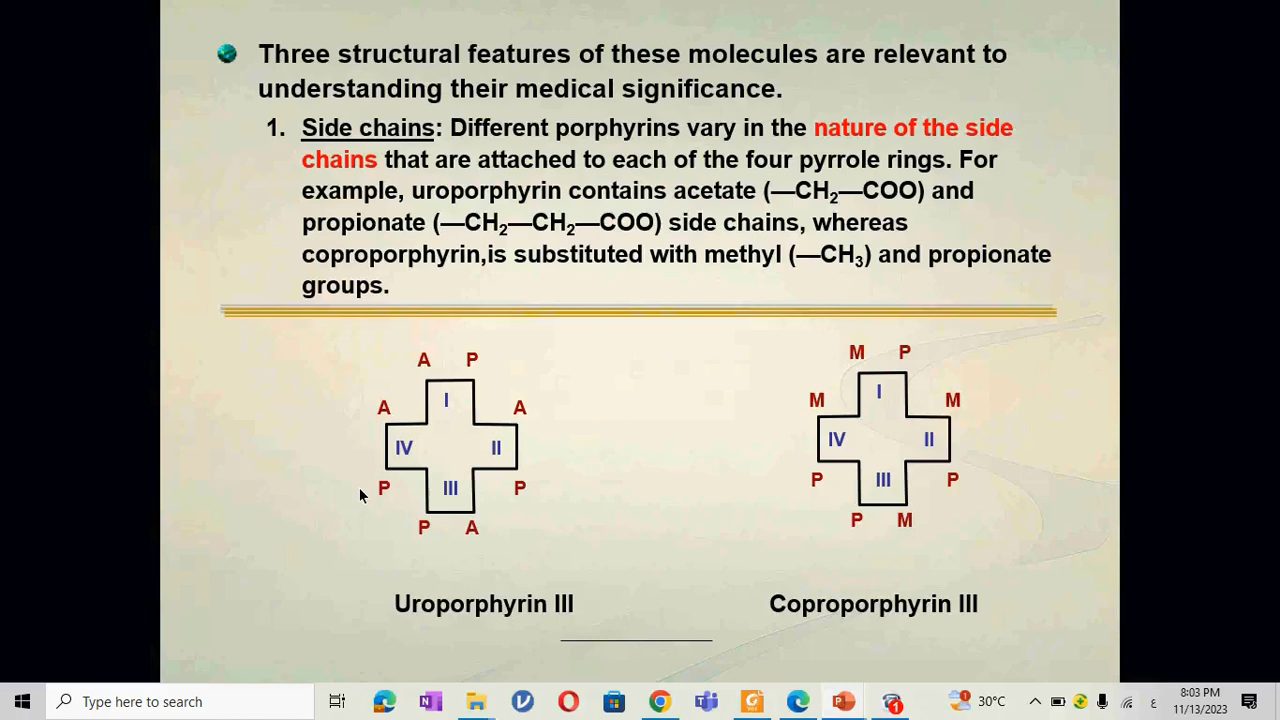 Three structural features of these molecules are relevant to
understanding their medical significance.
1. Side chains: Different porphyrins vary in the nature of the side
chains that are attached to each of the four pyrrole rings. For
example, uroporphyrin contains acetate (—CH₂—COO) and
propionate (—CH₂—CH₂—COO) side chains, whereas
coproporphyrin,is substituted with methyl (—CH₃) and propionate
groups.
A P
A I A
IV II
P III P
P A
Uroporphyrin III
M P
M I M
IV II
P III P
P M
Coproporphyrin III
Type here to search
30°C
ع
8:03 PM
11/13/2023